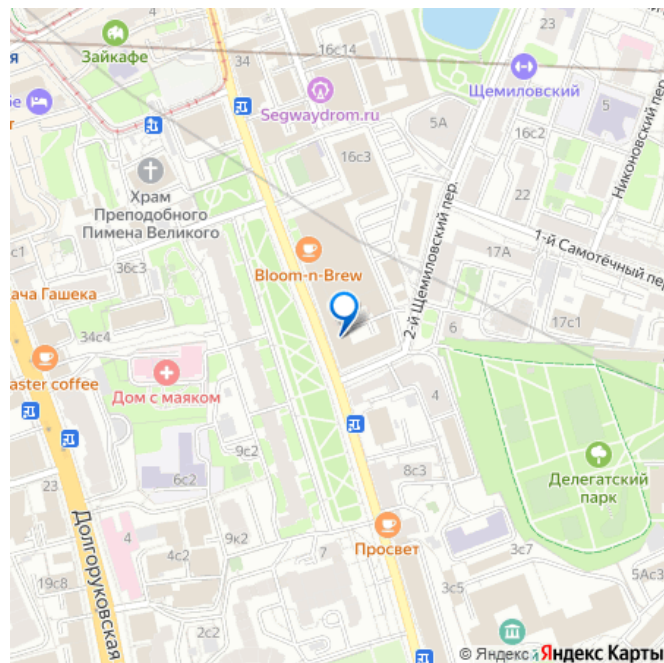 16с14
23
Зайкафе
34
Щемиловский
Segwaydrom.ru
5А
16с2
5
Никоновский пер.
16с3
Храм
Преподобного
Пимена Великого
22
1-й Самотёчный пер
17А
36с3
Bloom-n-Brew
2-й Щемиловский пер.
ача Гашека
17с1
34с4
6
aster coffee
Дом с маяком
4
9с2
Делегатский
парк
8с3
6с2
23
Долгоруковская
4
9к2
Просвет
4с2
7
3с7
19с8
3с5
5Ас3
2с2
© Яндекс Яндекс Карты